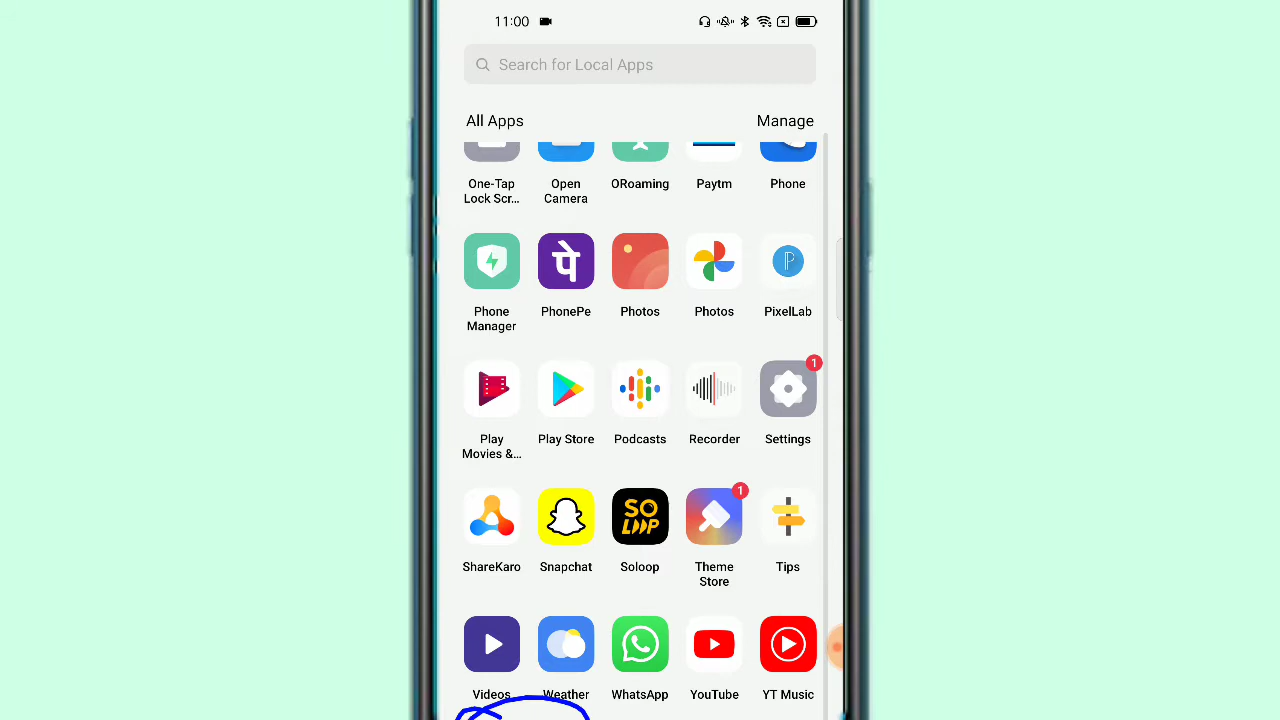 11:00
Search for Local Apps
All Apps Manage
One-Tap Open ORoaming Paytm Phone
Lock Scr... Camera
पे
Phone PhonePe Photos Photos PixelLab
Manager
1
Play Play Store Podcasts Recorder Settings
Movies &...
SO
LOOP
1
ShareKaro Snapchat Soloop Theme Tips
Store
Videos Weather WhatsApp YouTube YT Music